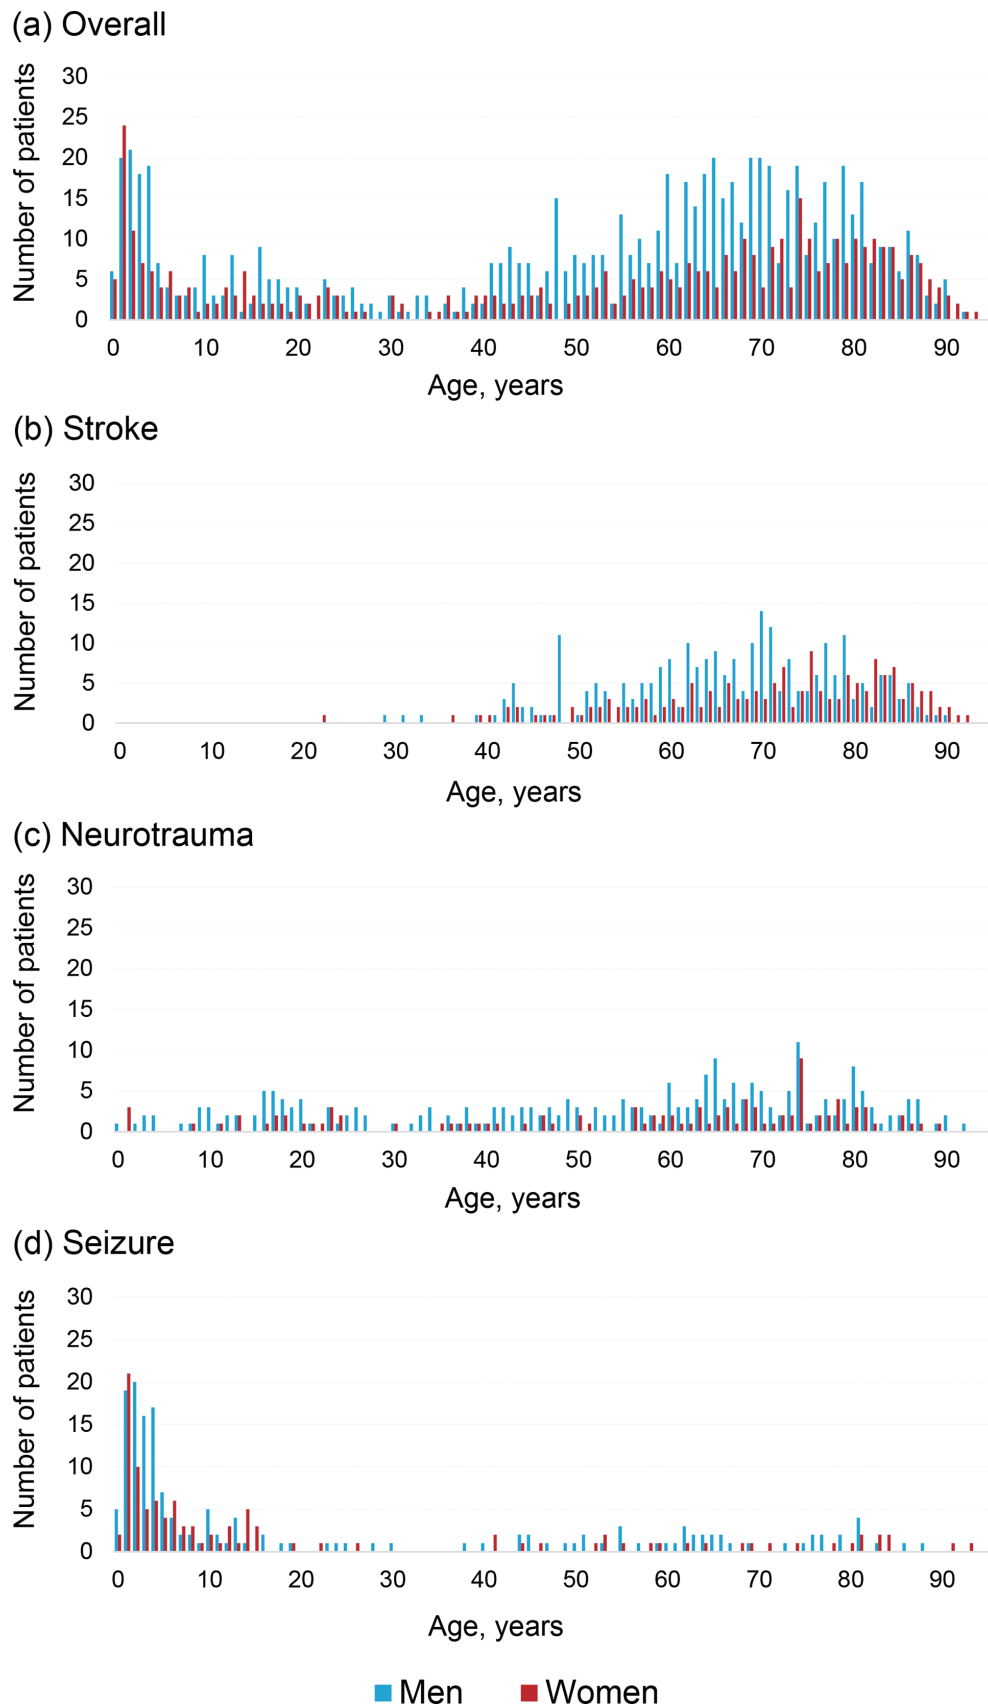 (a) Overall
Number of patients
30
25
20
15
10
5
0
0 10 20 30 40 50 60 70 80 90
Age, years
(b) Stroke
Number of patients
30
25
20
15
10
5
0
0 10 20 30 40 50 60 70 80 90
Age, years
(c) Neurotrauma
Number of patients
30
25
20
15
10
5
0
0 10 20 30 40 50 60 70 80 90
Age, years
(d) Seizure
Number of patients
30
25
20
15
10
5
0
0 10 20 30 40 50 60 70 80 90
Age, years
Men Women